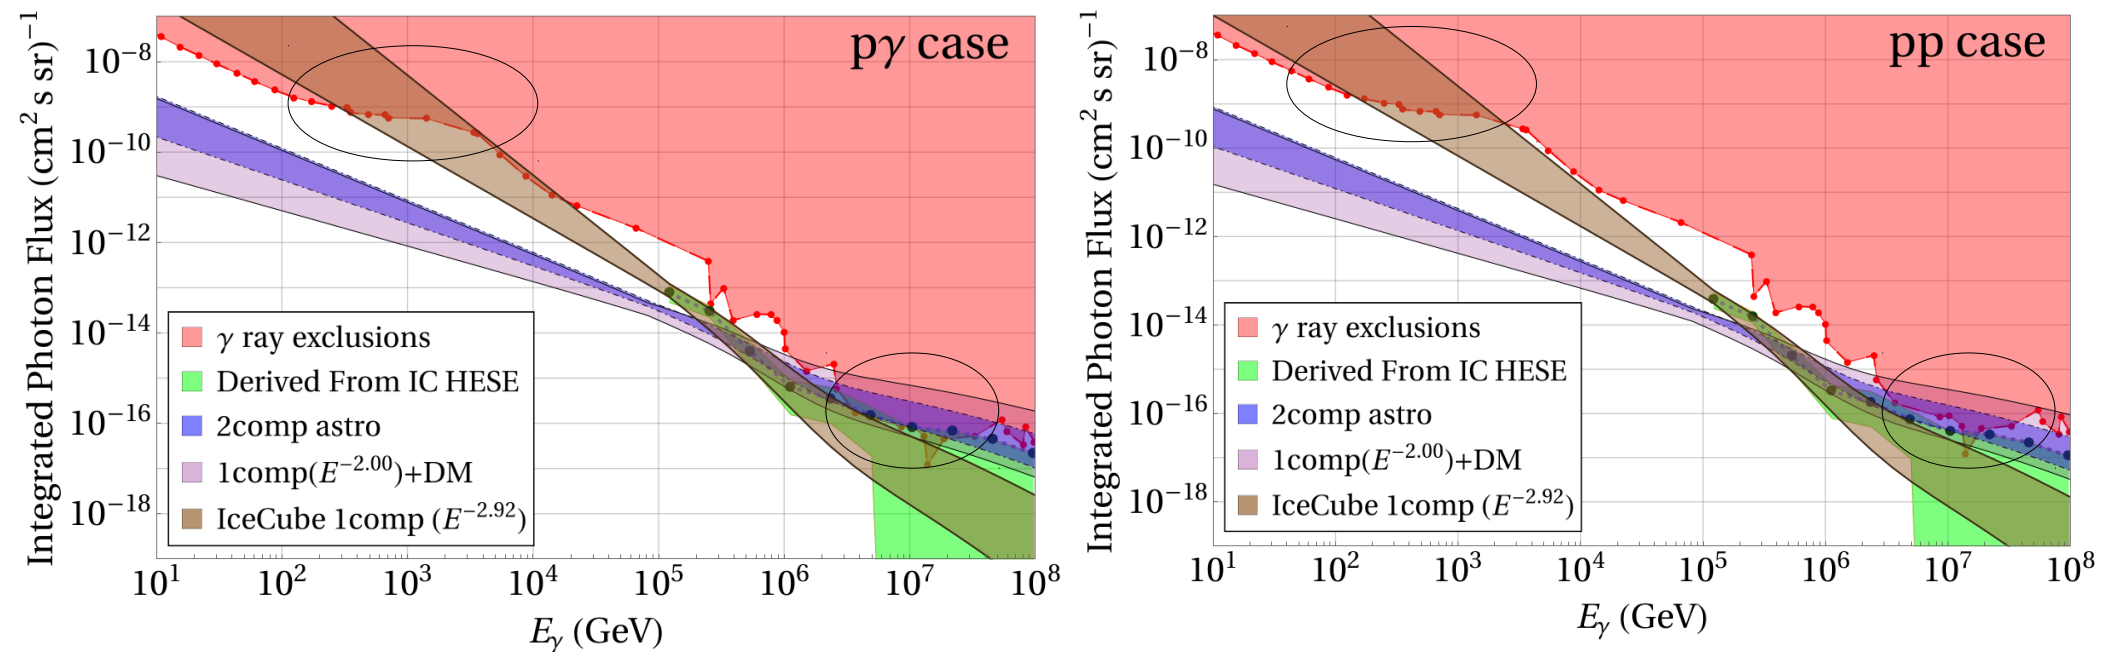 pγ case
Integrated Photon Flux (cm² s sr)⁻¹
10⁻⁸
10⁻¹⁰
10⁻¹²
10⁻¹⁴
10⁻¹⁶
10⁻¹⁸
γ ray exclusions
Derived From IC HESE
2comp astro
1comp(E⁻²·⁰⁰)+DM
IceCube 1comp (E⁻²·⁹²)
10¹ 10² 10³ 10⁴ 10⁵ 10⁶ 10⁷ 10⁸
Eγ (GeV)
pp case
Integrated Photon Flux (cm² s sr)⁻¹
10⁻⁸
10⁻¹⁰
10⁻¹²
10⁻¹⁴
10⁻¹⁶
10⁻¹⁸
γ ray exclusions
Derived From IC HESE
2comp astro
1comp(E⁻²·⁰⁰)+DM
IceCube 1comp (E⁻²·⁹²)
10¹ 10² 10³ 10⁴ 10⁵ 10⁶ 10⁷ 10⁸
Eγ (GeV)